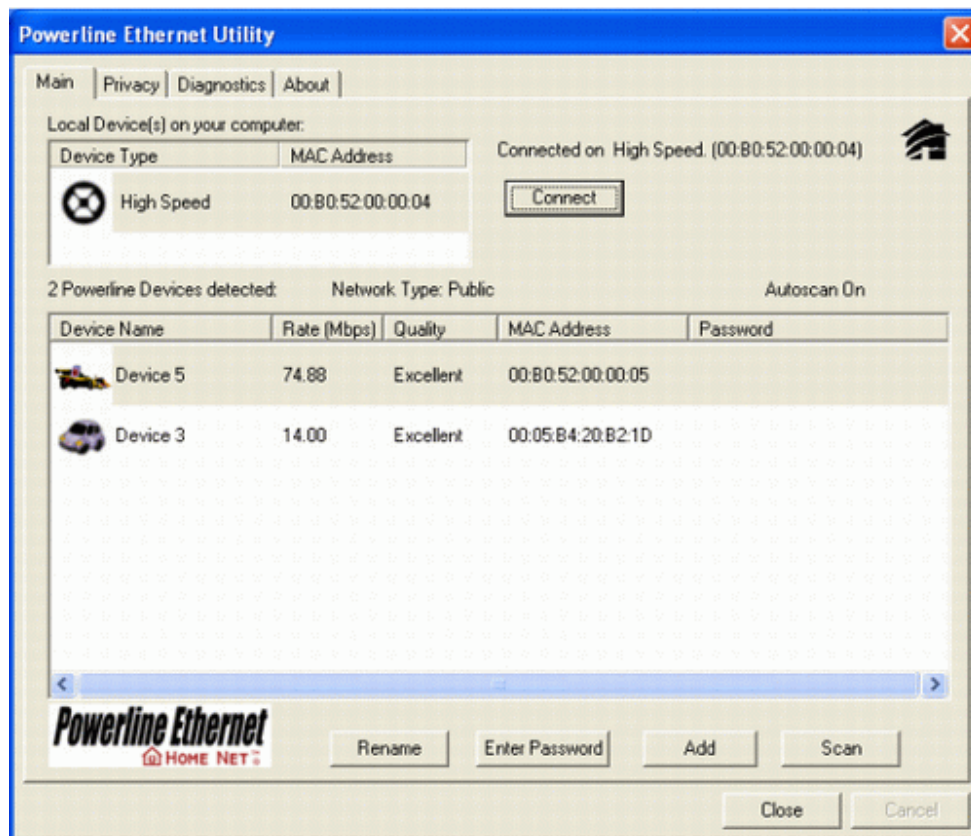 Powerline Ethernet Utility
Main Privacy Diagnostics About
Local Device(s) on your computer:
Device Type MAC Address
High Speed 00:B0:52:00:00:04
Connected on High Speed. (00:B0:52:00:00:04)
Connect
2 Powerline Devices detected: Network Type: Public Autoscan On
Device Name Rate (Mbps) Quality MAC Address Password
Device 5 74.88 Excellent 00:B0:52:00:00:05
Device 3 14.00 Excellent 00:05:B4:20:B2:1D
Powerline Ethernet
HOME NET
Rename Enter Password Add Scan
Close Cancel